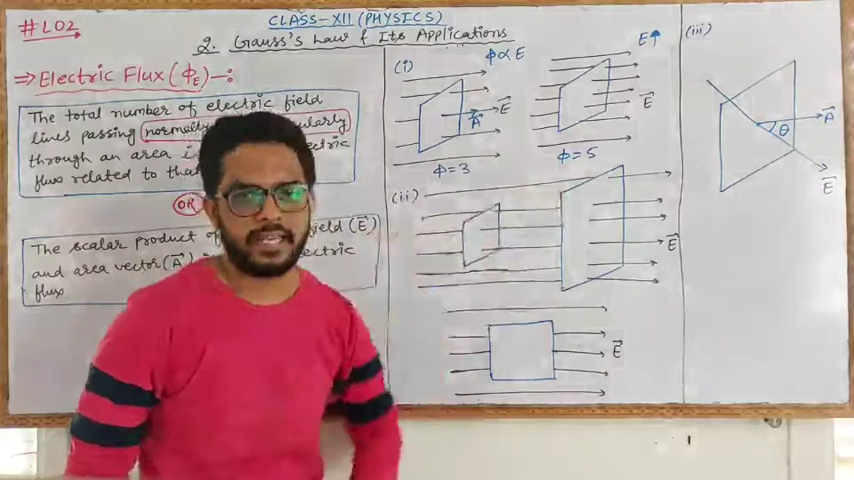 #L02
CLASS-XII (PHYSICS)
2. Gauss's Law & Its Applications
⇒ Electric Flux (ϕE)-:
The total number of electric field
lines passing normally
through an area i
flux related to that
OR
The scalar product of field (E⃗)
and area vector (A⃗) ectric
flux
(i)
ϕ∝E
E⃗
A⃗
ϕ=3
E↑
E⃗
ϕ=5
(ii)
E⃗
E⃗
(iii)
A⃗
θ
E⃗